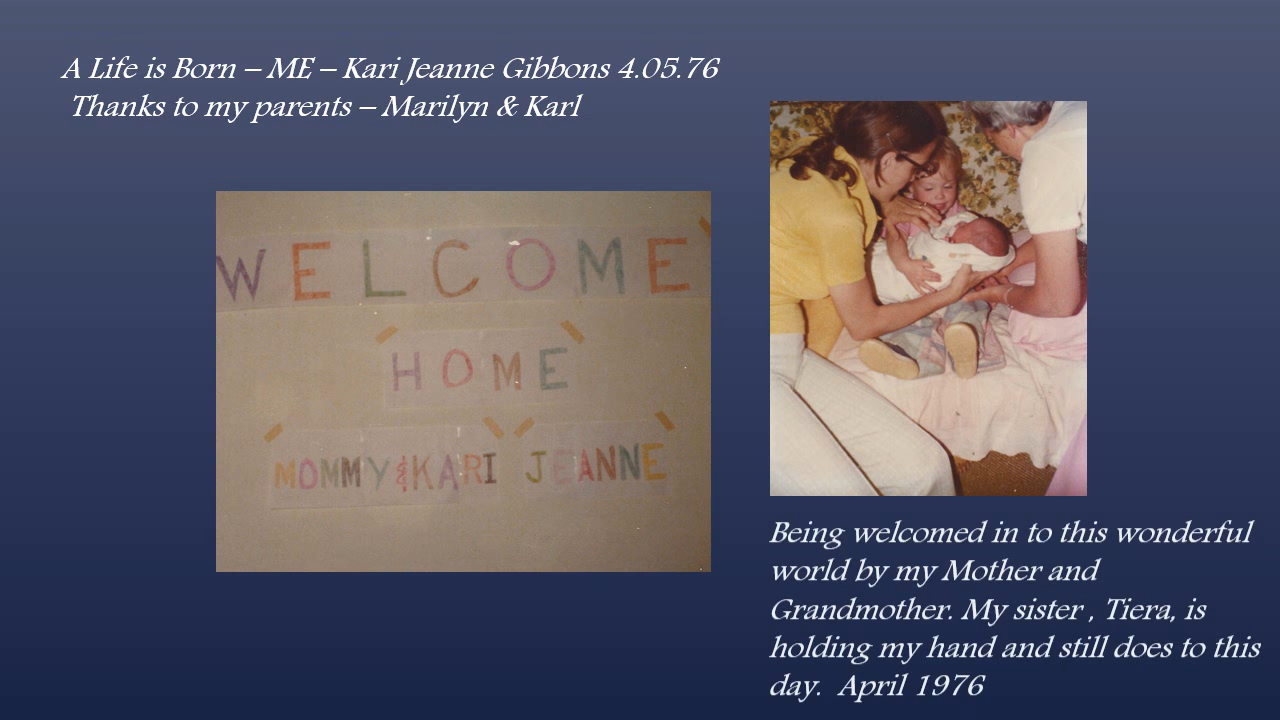 A Life is Born – ME – Kari Jeanne Gibbons 4.05.76
Thanks to my parents – Marilyn & Karl
WELCOME
HOME
MOMMY & KARI JEANNE
Being welcomed in to this wonderful
world by my Mother and
Grandmother. My sister , Tiera, is
holding my hand and still does to this
day.  April 1976